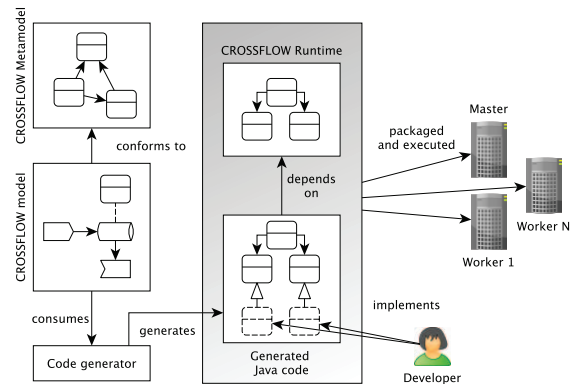 CROSSFLOW Metamodel
CROSSFLOW Runtime
Master
conforms to
packaged
and executed
CROSSFLOW model
depends
on
Worker N
Worker 1
consumes
generates
implements
Code generator
Generated
Java code
Developer